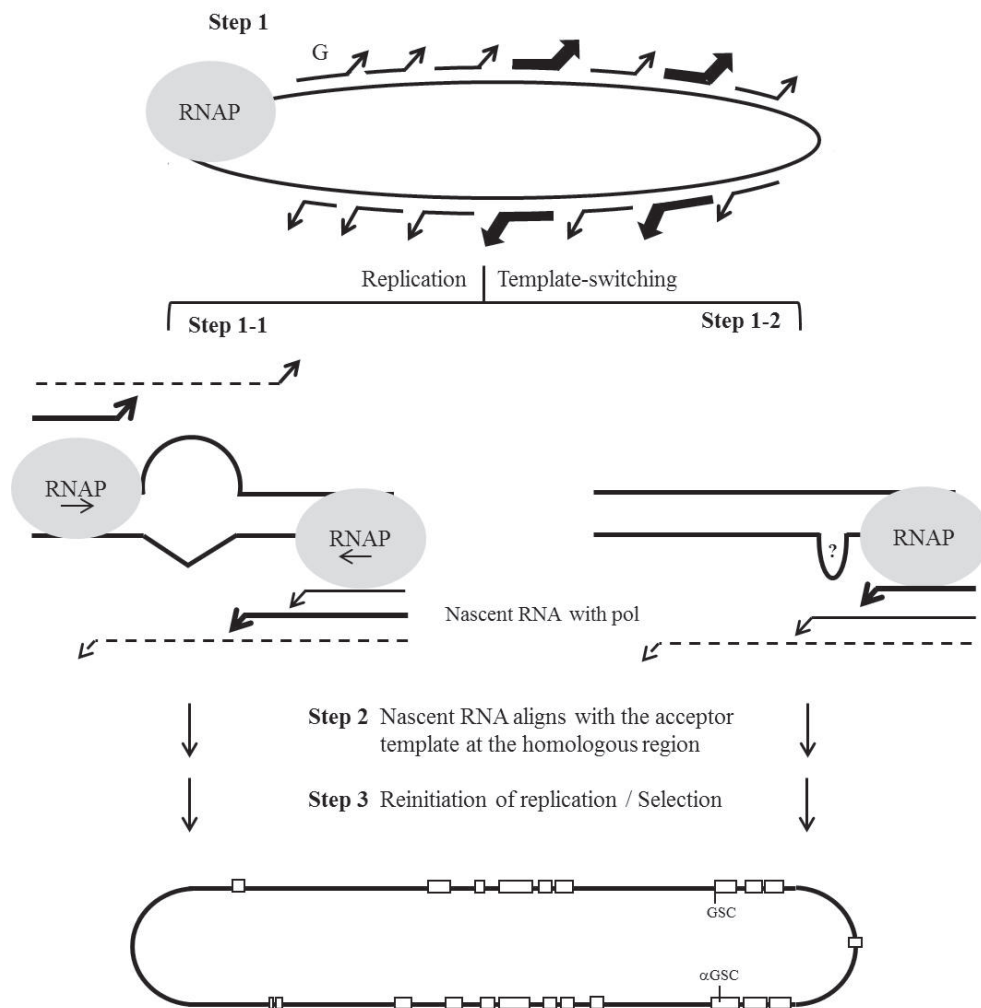 Step 1
G
RNAP
Replication
Template-switching
Step 1-1
Step 1-2
RNAP
RNAP
?
RNAP
Nascent RNA with pol
Step 2 Nascent RNA aligns with the acceptor
template at the homologous region
Step 3 Reinitiation of replication / Selection
GSC
αGSC